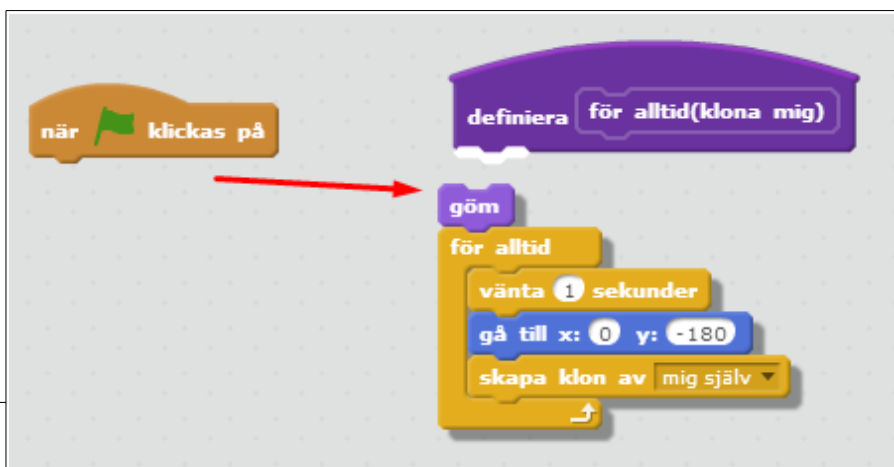 när klickas på
definiera för alltid(klona mig)
göm
för alltid
vänta 1 sekunder
gå till x: 0 y: -180
skapa klon av mig själv